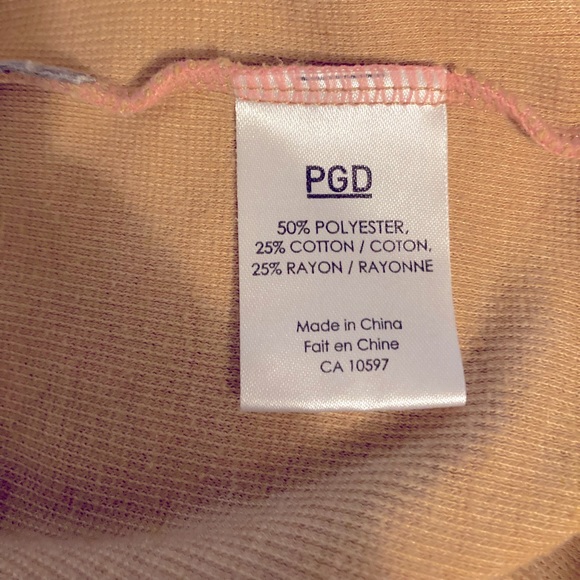 PGD
50% POLYESTER,
25% COTTON / COTON,
25% RAYON / RAYONNE
Made in China
Fait en Chine
CA 10597